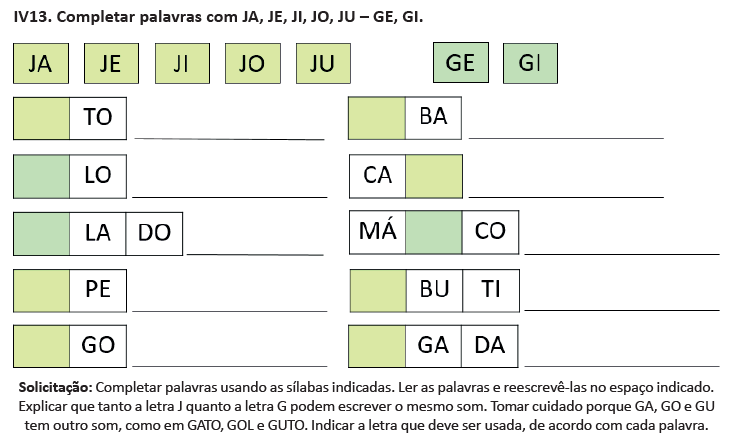 IV13. Completar palavras com JA, JE, JI, JO, JU – GE, GI.
JA JE JI JO JU GE GI
TO BA
LO CA
LA DO MÁ CO
PE BU TI
GO GA DA
Solicitação: Completar palavras usando as sílabas indicadas. Ler as palavras e reescrevê-las no espaço indicado.
Explicar que tanto a letra J quanto a letra G podem escrever o mesmo som. Tomar cuidado porque GA, GO e GU
tem outro som, como em GATO, GOL e GUTO. Indicar a letra que deve ser usada, de acordo com cada palavra.